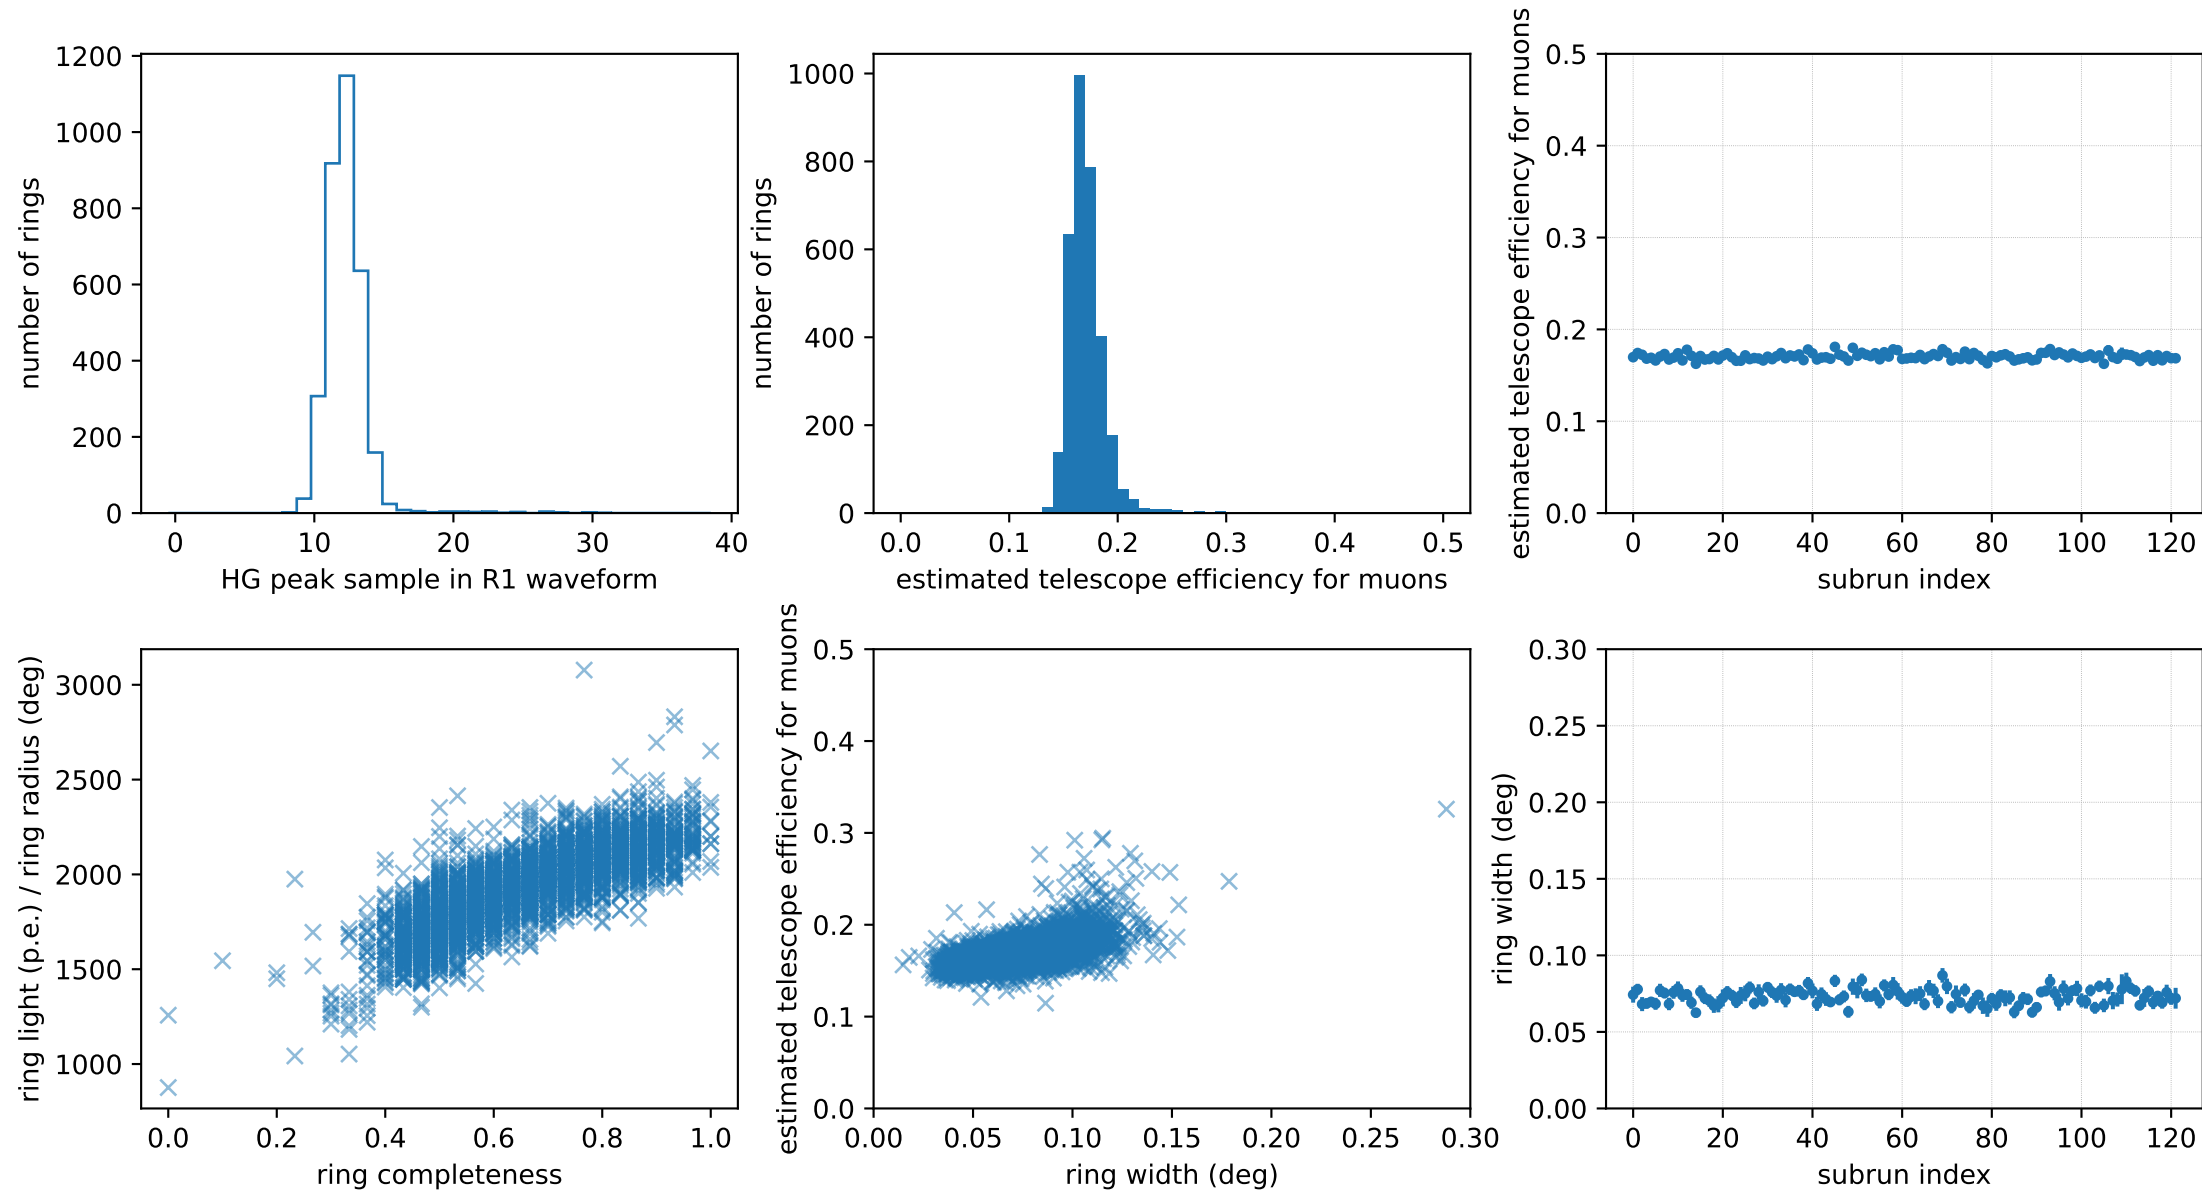 1200
1000
800
600
400
200
0
number of rings
0 10 20 30 40
HG peak sample in R1 waveform
1000
800
600
400
200
0
number of rings
0.0 0.1 0.2 0.3 0.4 0.5
estimated telescope efficiency for muons
0.5
0.4
0.3
0.2
0.1
0.0
estimated telescope efficiency for muons
0 20 40 60 80 100 120
subrun index
3000
2500
2000
1500
1000
ring light (p.e.) / ring radius (deg)
0.0 0.2 0.4 0.6 0.8 1.0
ring completeness
0.5
0.4
0.3
0.2
0.1
0.0
estimated telescope efficiency for muons
0.00 0.05 0.10 0.15 0.20 0.25 0.30
ring width (deg)
0.30
0.25
0.20
0.15
0.10
0.05
0.00
ring width (deg)
0 20 40 60 80 100 120
subrun index